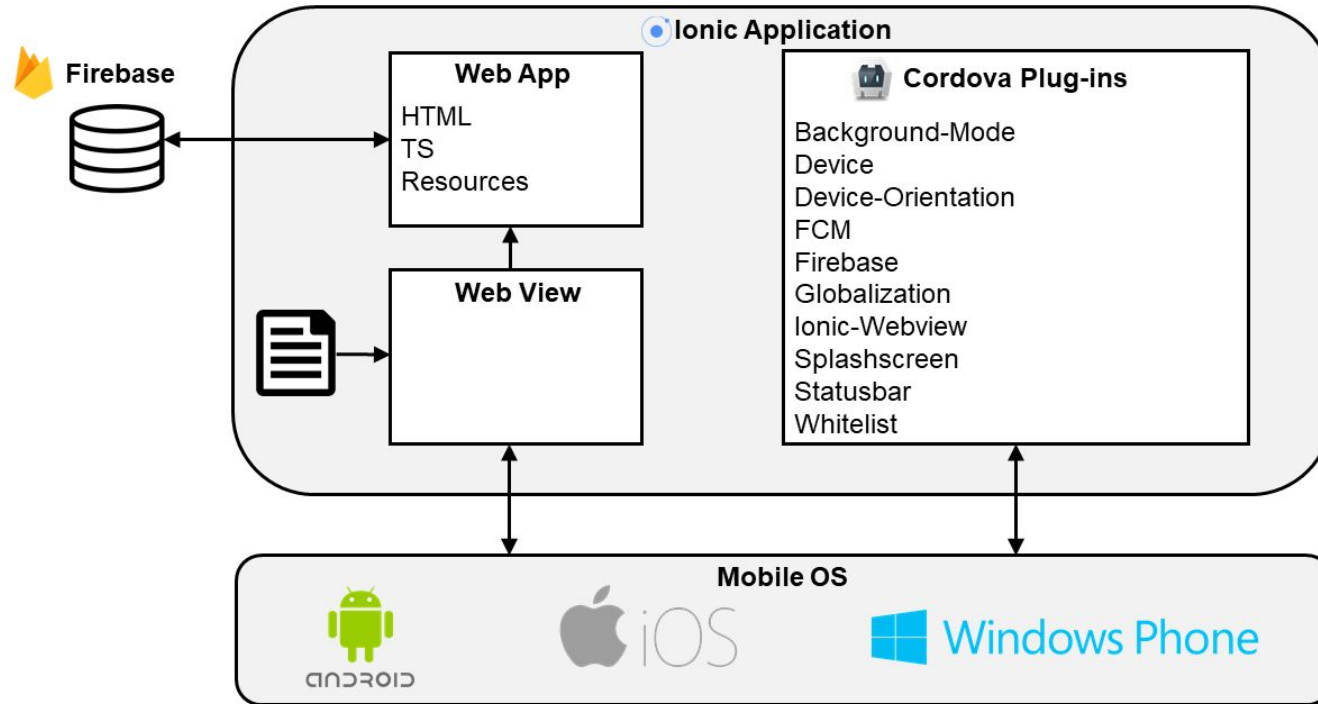 Ionic Application
Firebase
Web App
HTML
TS
Resources
Web View
Cordova Plug-ins
Background-Mode
Device
Device-Orientation
FCM
Firebase
Globalization
Ionic-Webview
Splashscreen
Statusbar
Whitelist
Mobile OS
ANDROID
iOS
Windows Phone